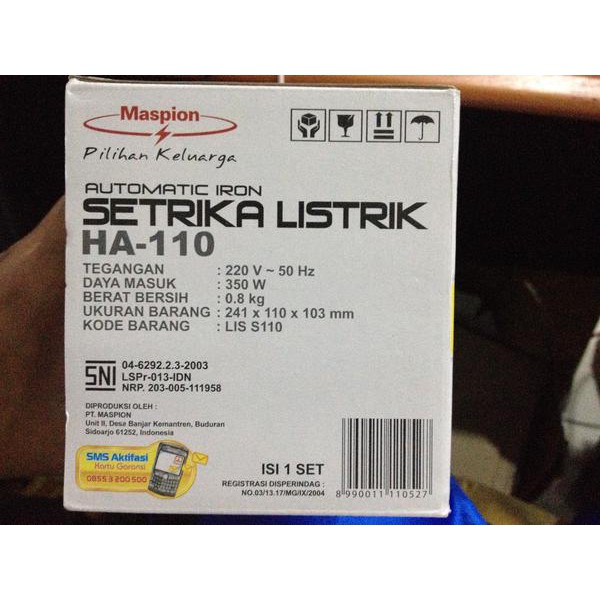 Maspion
Pilihan Keluarga
AUTOMATIC IRON
SETRIKA LISTRIK
HA-110
TEGANGAN : 220 V ~ 50 Hz
DAYA MASUK : 350 W
BERAT BERSIH : 0.8 kg
UKURAN BARANG : 241 x 110 x 103 mm
KODE BARANG : LIS S110
SNI
04-6292.2.3-2003
LSPr-013-IDN
NRP. 203-005-111958
DIPRODUKSI OLEH :
PT. MASPION
Unit II, Desa Banjar Kemantren, Buduran
Sidoarjo 61252, Indonesia
SMS Aktifasi
Kartu Garansi
0855 3 200 500
ISI 1 SET
REGISTRASI DISPERINDAG :
NO.03/13.17/MG/IX/2004
8 990011 110527